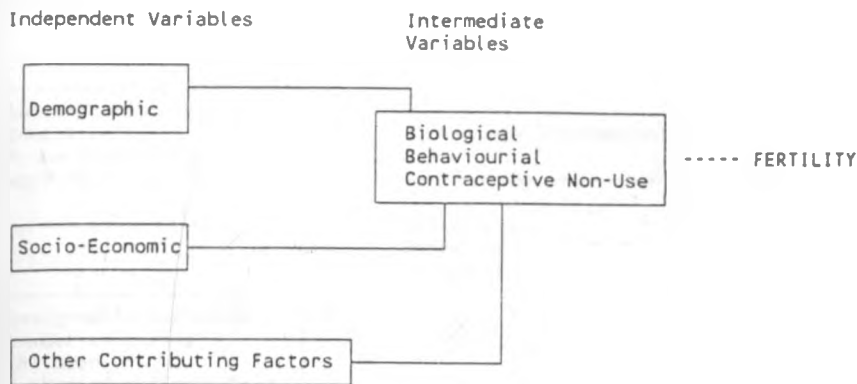 Independent Variables
Intermediate
Variables
Demographic
Biological
Behaviourial
Contraceptive Non-Use
----- FERTILITY
Socio-Economic
Other Contributing Factors